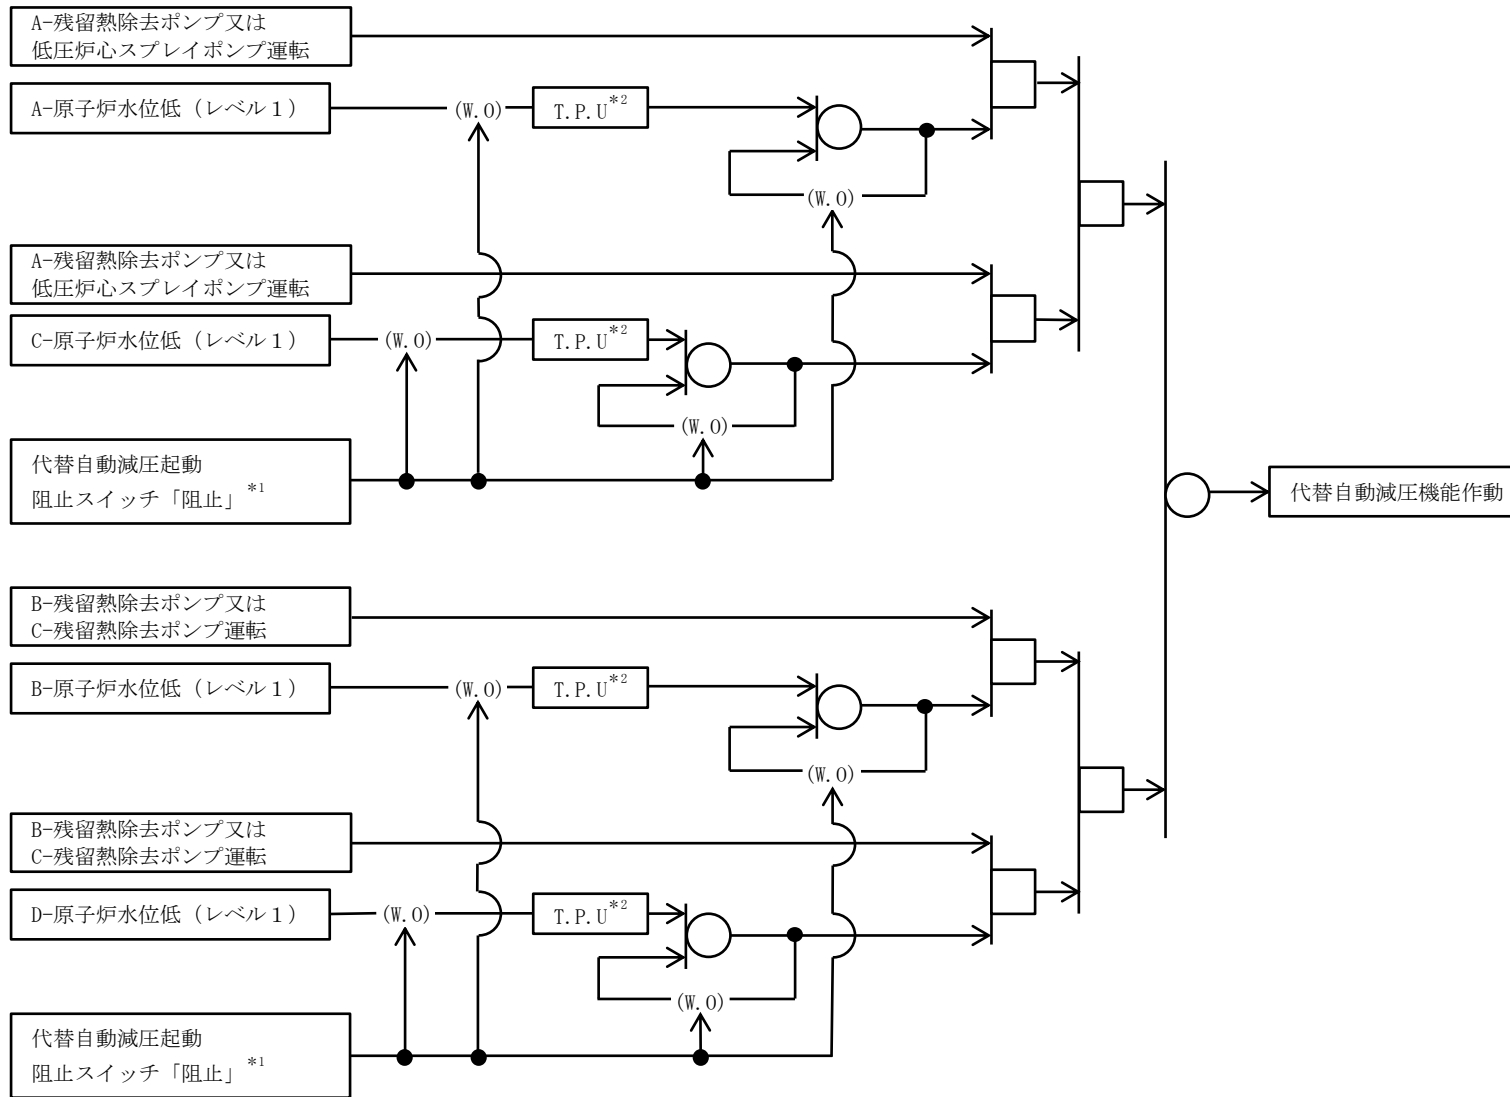 A-残留熱除去ポンプ又は
低圧炉心スプレイポンプ運転
A-原子炉水位低（レベル１）
(W.O)
T.P.U*2
(W.O)
A-残留熱除去ポンプ又は
低圧炉心スプレイポンプ運転
C-原子炉水位低（レベル１）
(W.O)
T.P.U*2
(W.O)
代替自動減圧起動
阻止スイッチ「阻止」*1
代替自動減圧機能作動
B-残留熱除去ポンプ又は
C-残留熱除去ポンプ運転
B-原子炉水位低（レベル１）
(W.O)
T.P.U*2
(W.O)
B-残留熱除去ポンプ又は
C-残留熱除去ポンプ運転
D-原子炉水位低（レベル１）
(W.O)
T.P.U*2
(W.O)
代替自動減圧起動
阻止スイッチ「阻止」*1